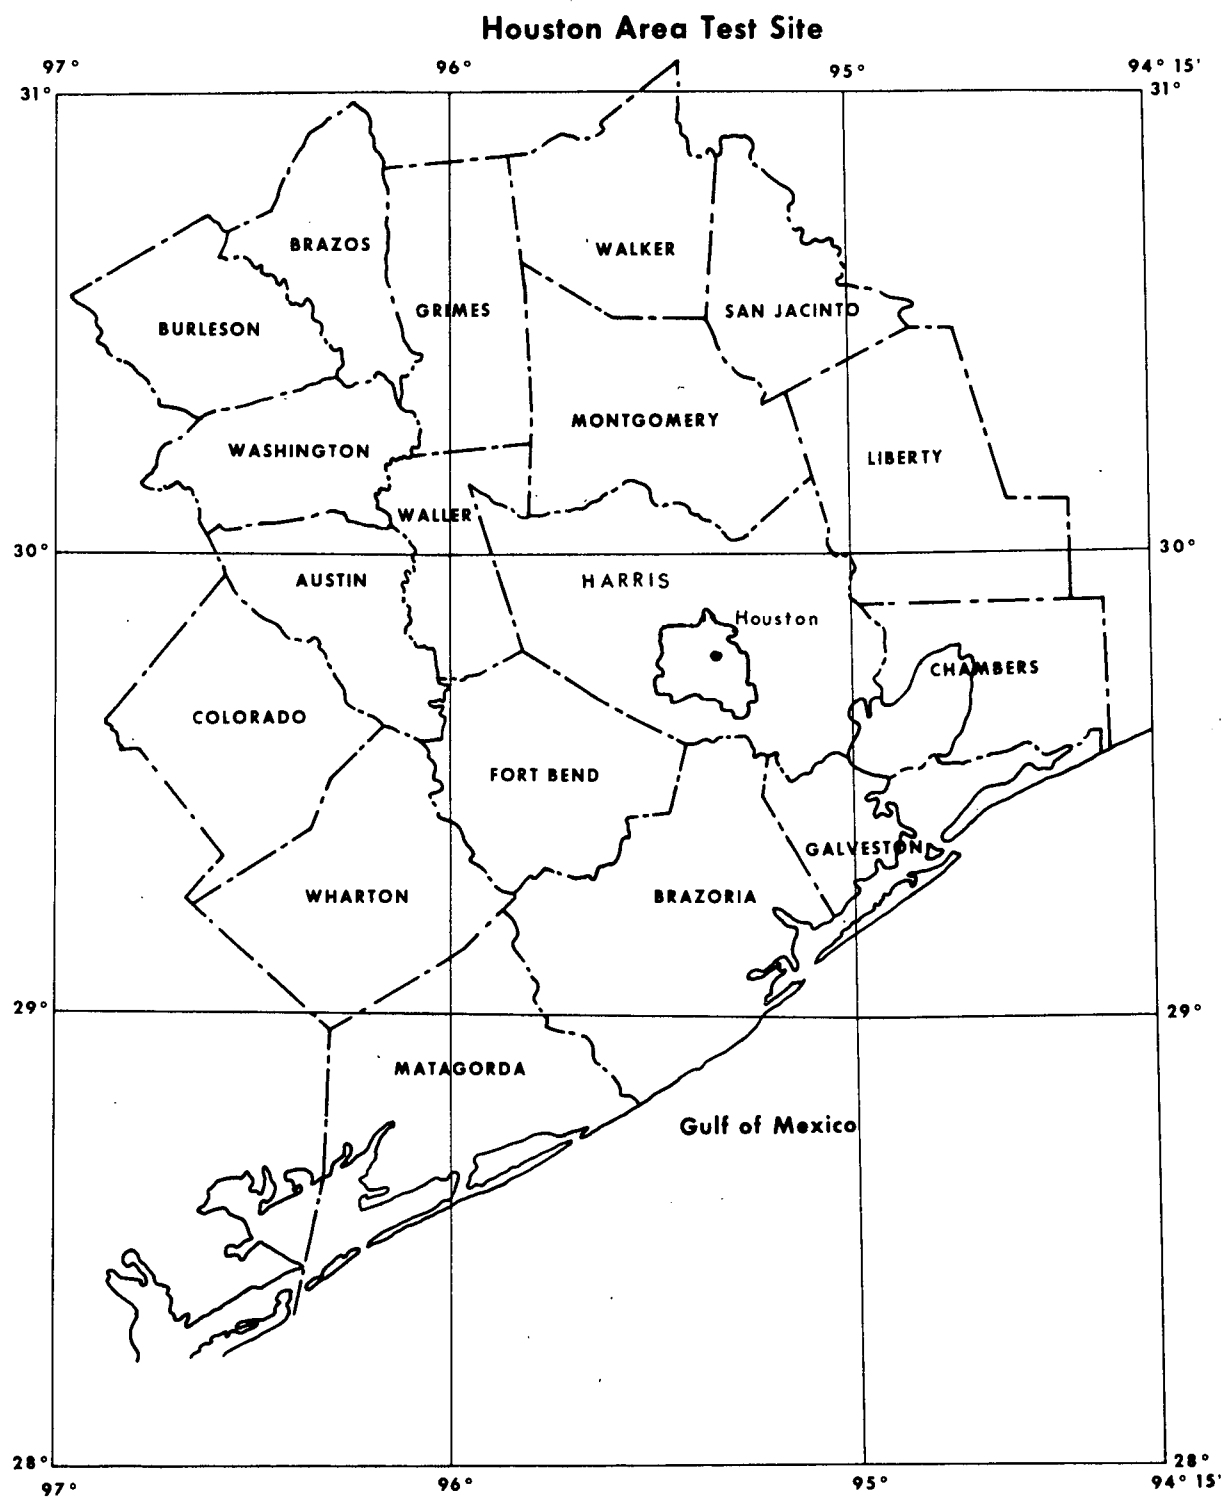 Houston Area Test Site
97° 96° 95° 94° 15'
31° 31°
BRAZOS
WALKER
GRIMES
SAN JACINTO
BURLESON
MONTGOMERY
WASHINGTON
LIBERTY
WALLER
30° 30°
AUSTIN
HARRIS
Houston
CHAMBERS
COLORADO
FORT BEND
GALVESTON
WHARTON
BRAZORIA
29° 29°
MATAGORDA
Gulf of Mexico
28° 28°
97° 96° 95° 94° 15'